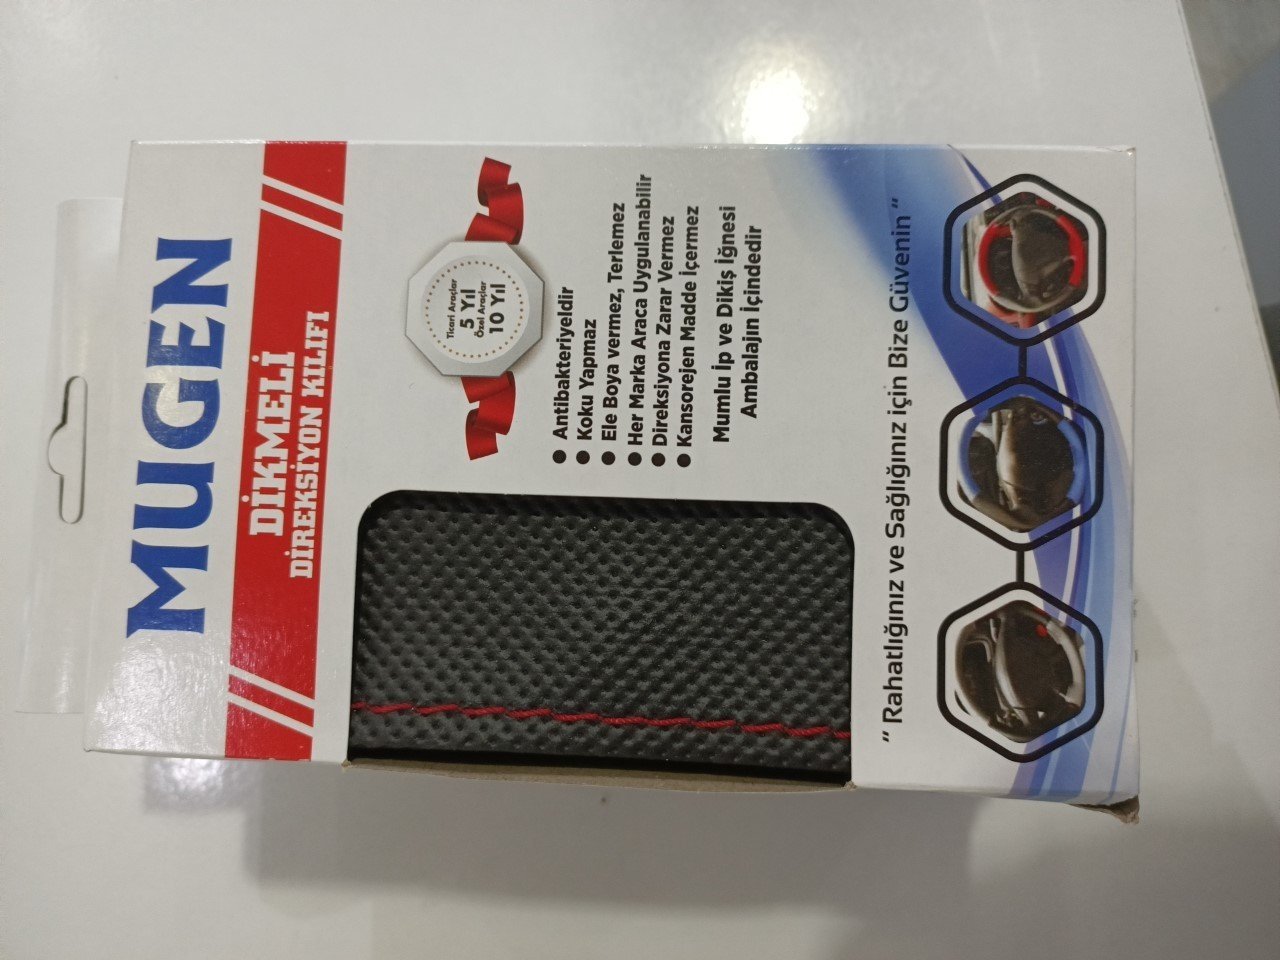 MUGEN
DİKMELİ
DİREKSİYON KILIFI
Ticari Araçlar
5 Yıl
Özel Araçlar
10 Yıl
● Antibakteriyeldir
● Koku Yapmaz
● Ele Boya vermez, Terlemez
● Her Marka Araca Uygulanabilir
● Direksiyona Zarar Vermez
● Kansorejen Madde İçermez
Mumlu İp ve Dikiş İğnesi
Ambalajın İçindedir
" Rahatlığınız ve Sağlığınız için Bize Güvenin "